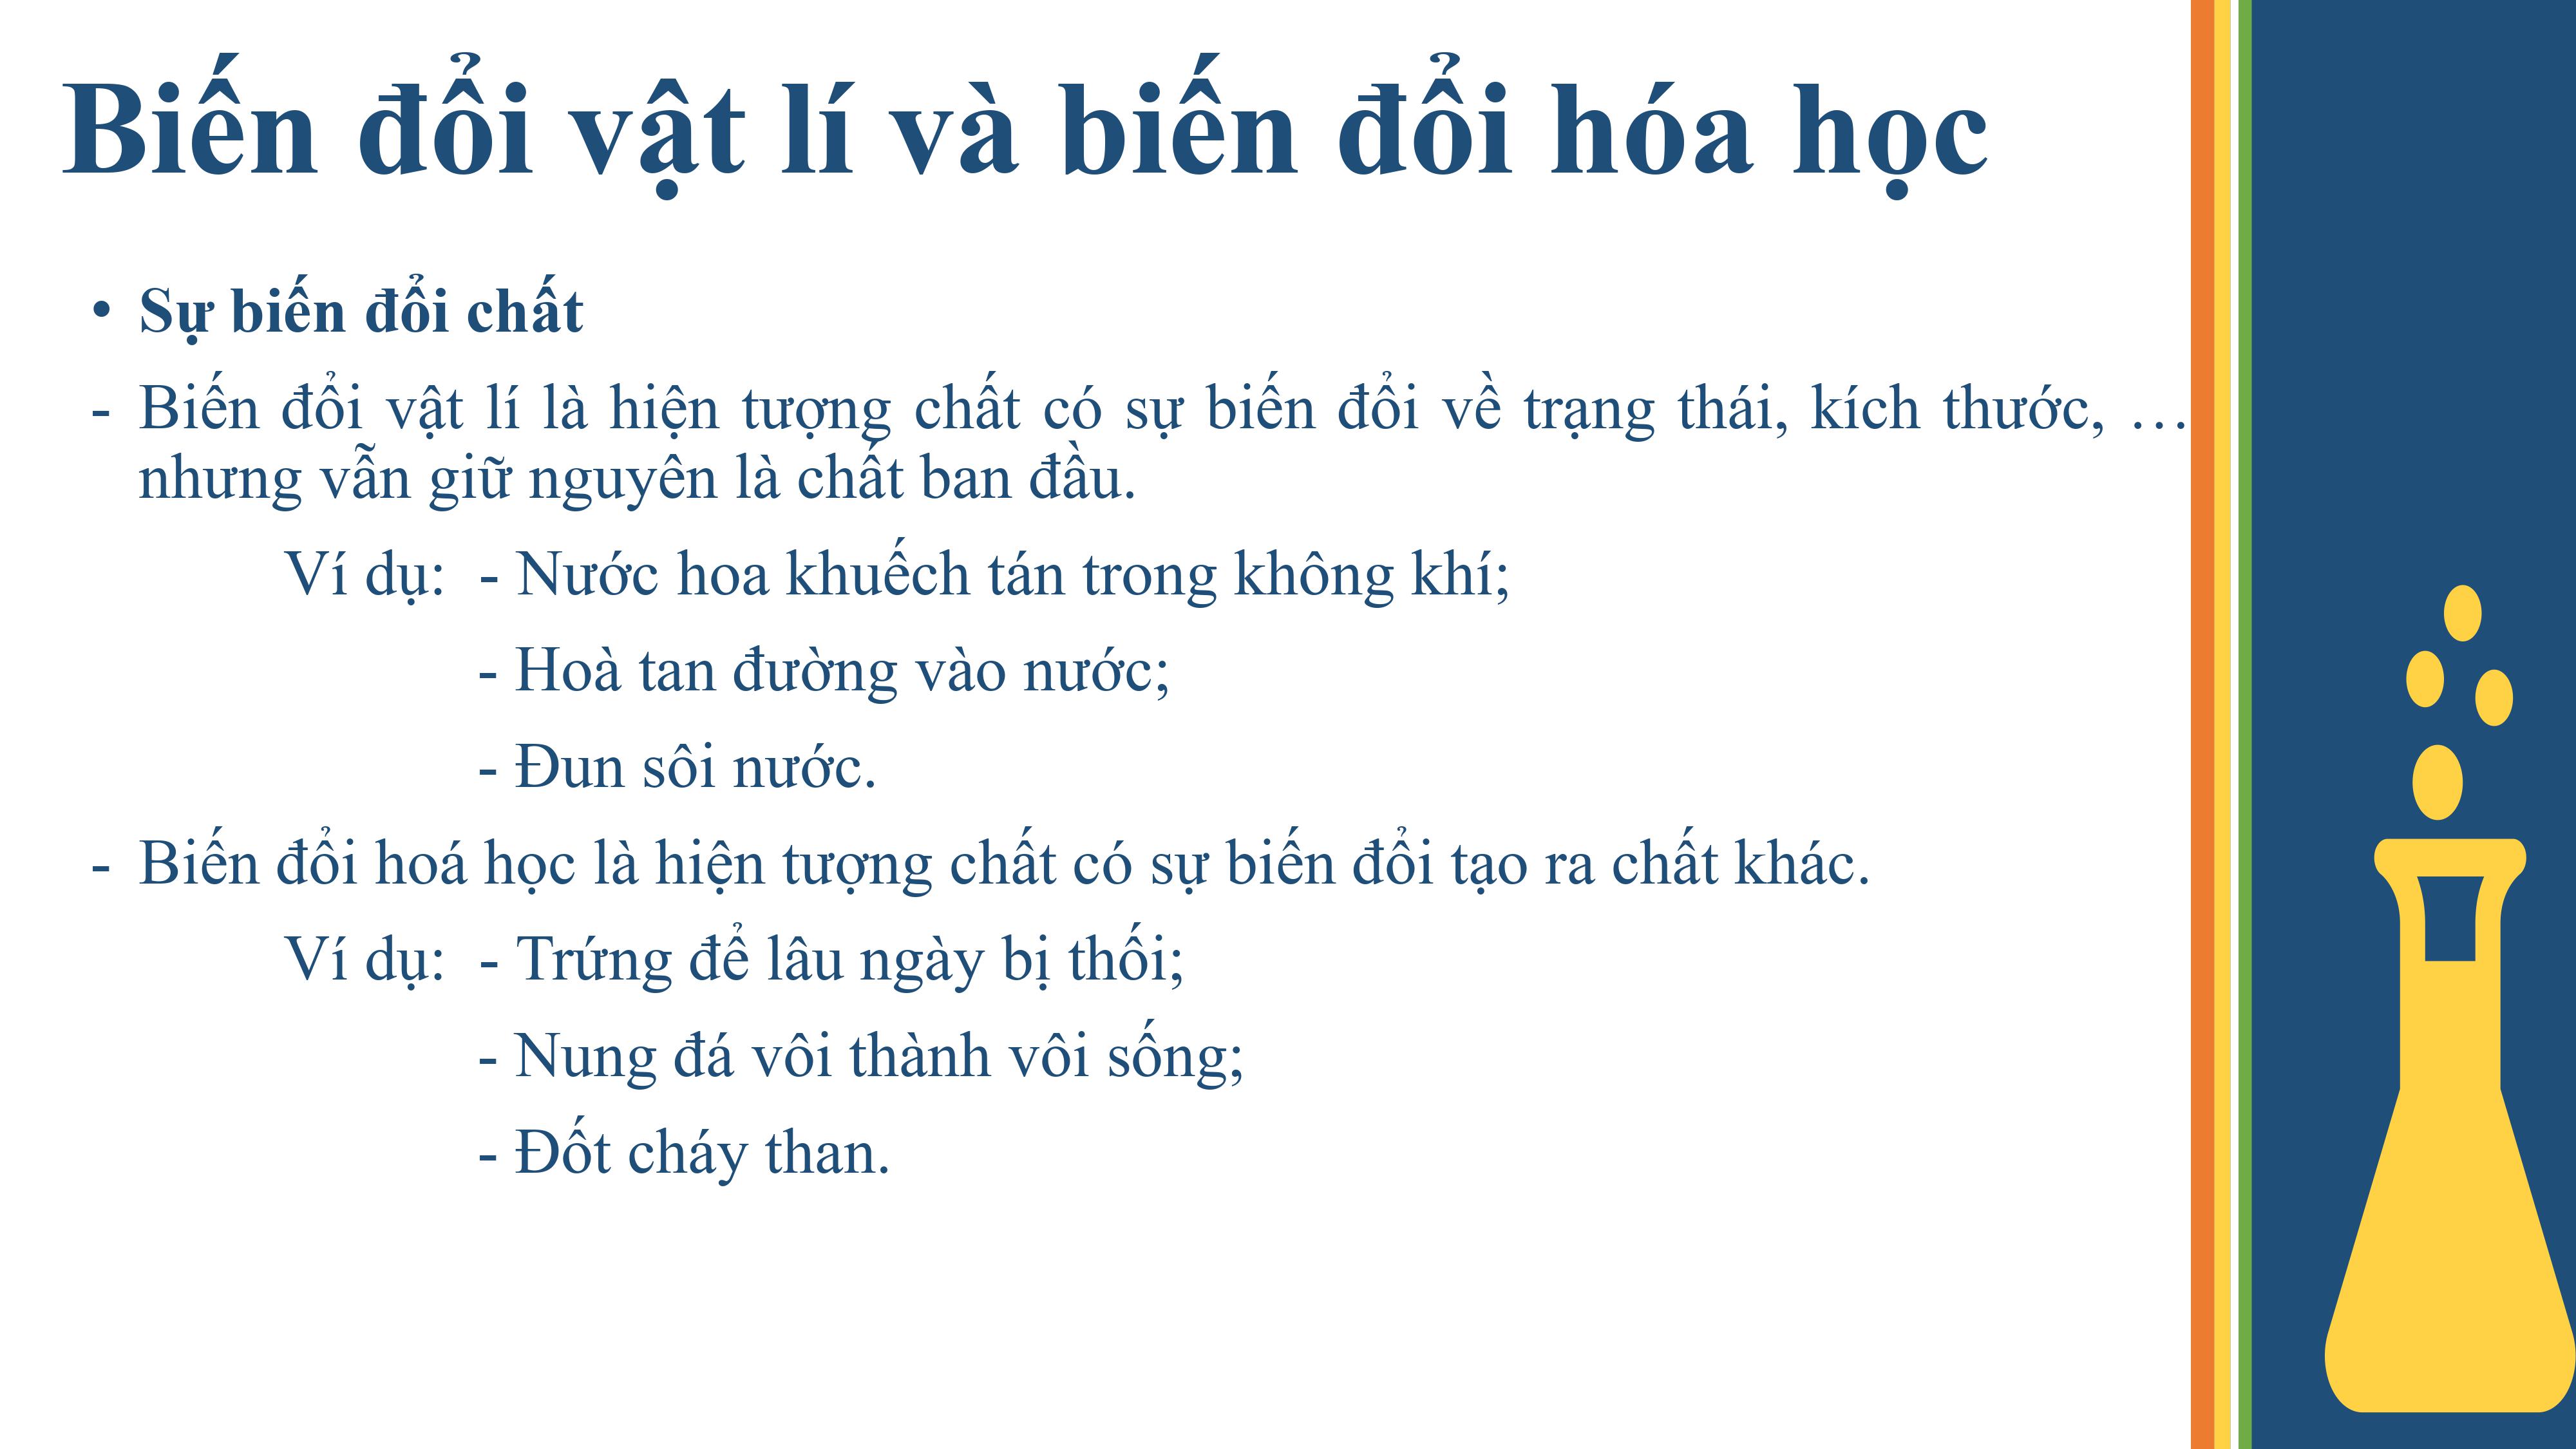 Biến đổi vật lí và biến đổi hóa học
• Sự biến đổi chất
- Biến đổi vật lí là hiện tượng chất có sự biến đổi về trạng thái, kích thước, …
nhưng vẫn giữ nguyên là chất ban đầu.
Ví dụ: - Nước hoa khuếch tán trong không khí;
- Hoà tan đường vào nước;
- Đun sôi nước.
- Biến đổi hoá học là hiện tượng chất có sự biến đổi tạo ra chất khác.
Ví dụ: - Trứng để lâu ngày bị thối;
- Nung đá vôi thành vôi sống;
- Đốt cháy than.